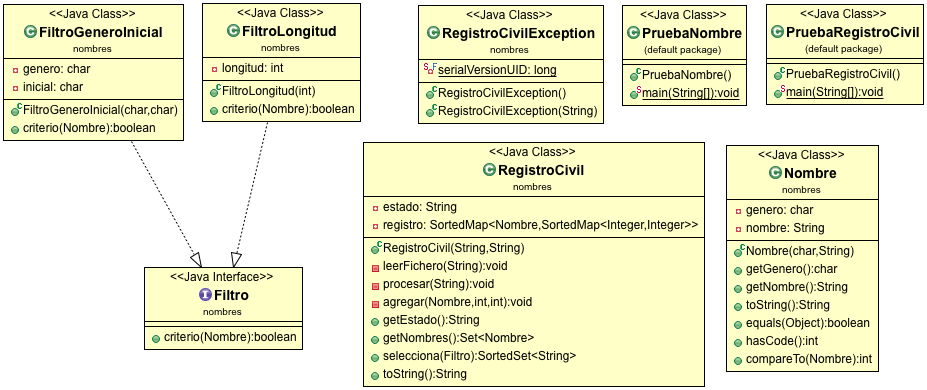 <<Java Class>>
FiltroGeneroInicial
nombres
genero: char
inicial: char
FiltroGeneroInicial(char,char)
criterio(Nombre):boolean
<<Java Class>>
FiltroLongitud
nombres
longitud: int
FiltroLongitud(int)
criterio(Nombre):boolean
<<Java Class>>
RegistroCivilException
nombres
serialVersionUID: long
RegistroCivilException()
RegistroCivilException(String)
<<Java Class>>
PruebaNombre
(default package)
PruebaNombre()
main(String[]):void
<<Java Class>>
PruebaRegistroCivil
(default package)
PruebaRegistroCivil()
main(String[]):void
<<Java Interface>>
Filtro
nombres
criterio(Nombre):boolean
<<Java Class>>
RegistroCivil
nombres
estado: String
registro: SortedMap<Nombre,SortedMap<Integer,Integer>>
RegistroCivil(String,String)
leerFichero(String):void
procesar(String):void
agregar(Nombre,int,int):void
getEstado():String
getNombres():Set<Nombre>
selecciona(Filtro):SortedSet<String>
toString():String
<<Java Class>>
Nombre
nombres
genero: char
nombre: String
Nombre(char,String)
getGenero():char
getNombre():String
toString():String
equals(Object):boolean
hasCode():int
compareTo(Nombre):int